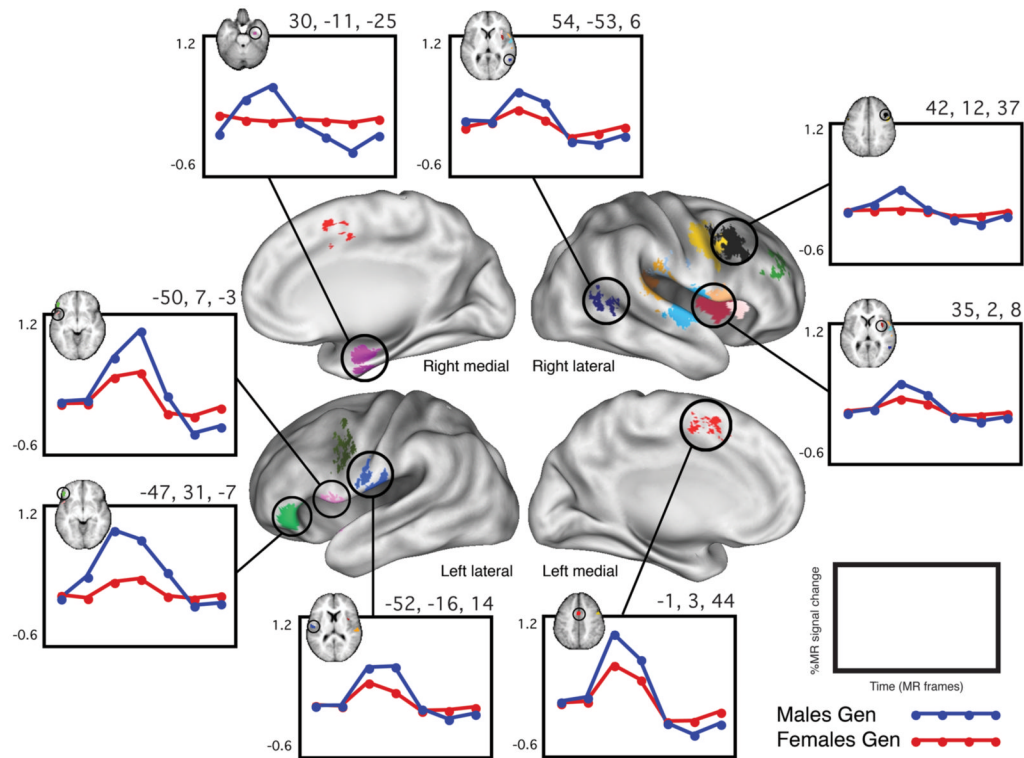 30, -11, -25
1.2
-0.6
54, -53, 6
1.2
-0.6
42, 12, 37
1.2
-0.6
-50, 7, -3
1.2
-0.6
Right medial
Right lateral
35, 2, 8
1.2
-0.6
-47, 31, -7
1.2
-0.6
Left lateral
Left medial
-52, -16, 14
1.2
-0.6
-1, 3, 44
1.2
-0.6
%MR signal change
Time (MR frames)
Males Gen
Females Gen